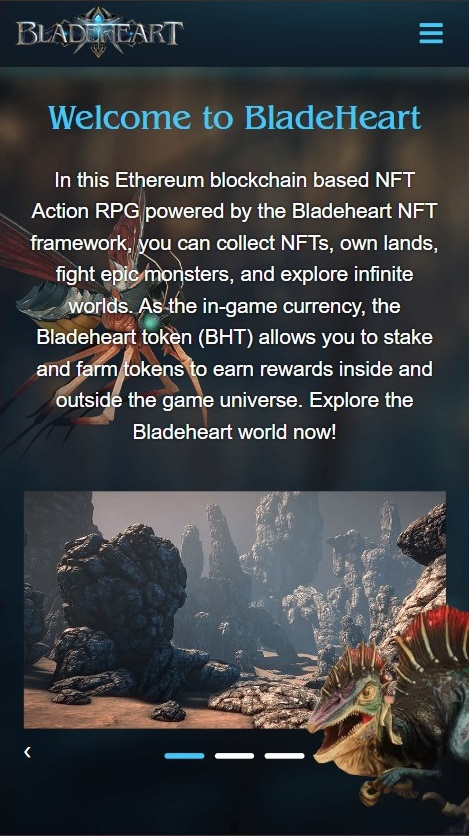 BLADEHEART
Welcome to BladeHeart
In this Ethereum blockchain based NFT
Action RPG powered by the Bladeheart NFT
framework, you can collect NFTs, own lands,
fight epic monsters, and explore infinite
worlds. As the in-game currency, the
Bladeheart token (BHT) allows you to stake
and farm tokens to earn rewards inside and
outside the game universe. Explore the
Bladeheart world now!